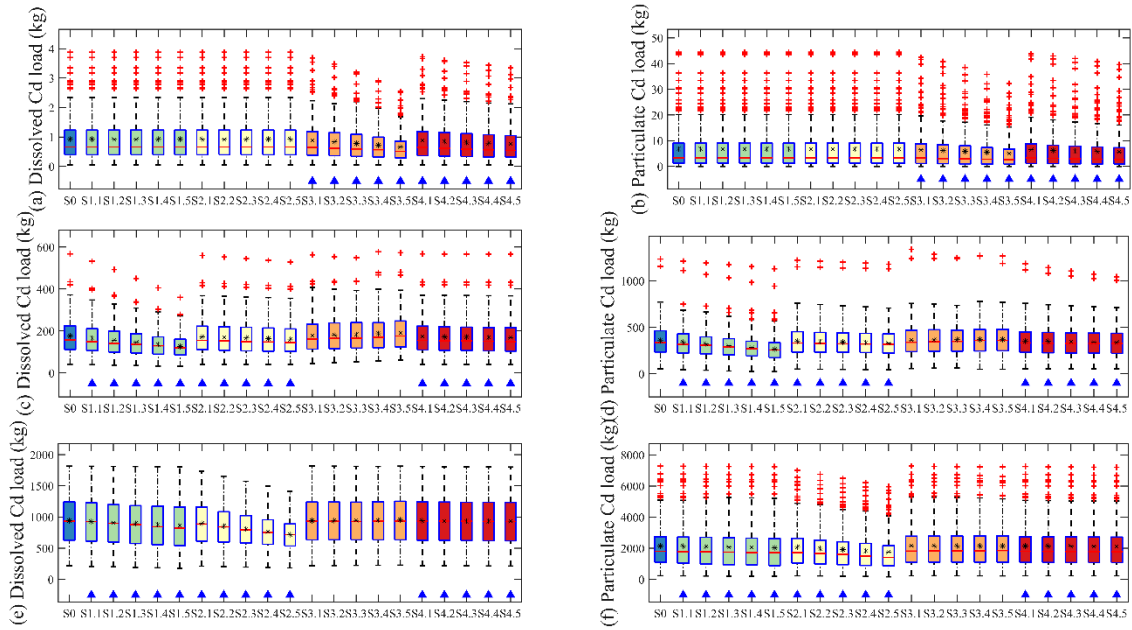 (a) Dissolved Cd load (kg)
4
3
2
1
0
S0 S1.1 S1.2 S1.3 S1.4 S1.5 S2.1 S2.2 S2.3 S2.4 S2.5 S3.1 S3.2 S3.3 S3.4 S3.5 S4.1 S4.2 S4.3 S4.4 S4.5
(b) Particulate Cd load (kg)
50
40
30
20
10
0
S0 S1.1 S1.2 S1.3 S1.4 S1.5 S2.1 S2.2 S2.3 S2.4 S2.5 S3.1 S3.2 S3.3 S3.4 S3.5 S4.1 S4.2 S4.3 S4.4 S4.5
(c) Dissolved Cd load (kg)
600
400
200
0
S0 S1.1 S1.2 S1.3 S1.4 S1.5 S2.1 S2.2 S2.3 S2.4 S2.5 S3.1 S3.2 S3.3 S3.4 S3.5 S4.1 S4.2 S4.3 S4.4 S4.5
(d) Particulate Cd load (kg)
1000
500
0
S0 S1.1 S1.2 S1.3 S1.4 S1.5 S2.1 S2.2 S2.3 S2.4 S2.5 S3.1 S3.2 S3.3 S3.4 S3.5 S4.1 S4.2 S4.3 S4.4 S4.5
(e) Dissolved Cd load (kg)
2000
1500
1000
500
0
S0 S1.1 S1.2 S1.3 S1.4 S1.5 S2.1 S2.2 S2.3 S2.4 S2.5 S3.1 S3.2 S3.3 S3.4 S3.5 S4.1 S4.2 S4.3 S4.4 S4.5
(f) Particulate Cd load (kg)
8000
6000
4000
2000
0
S0 S1.1 S1.2 S1.3 S1.4 S1.5 S2.1 S2.2 S2.3 S2.4 S2.5 S3.1 S3.2 S3.3 S3.4 S3.5 S4.1 S4.2 S4.3 S4.4 S4.5